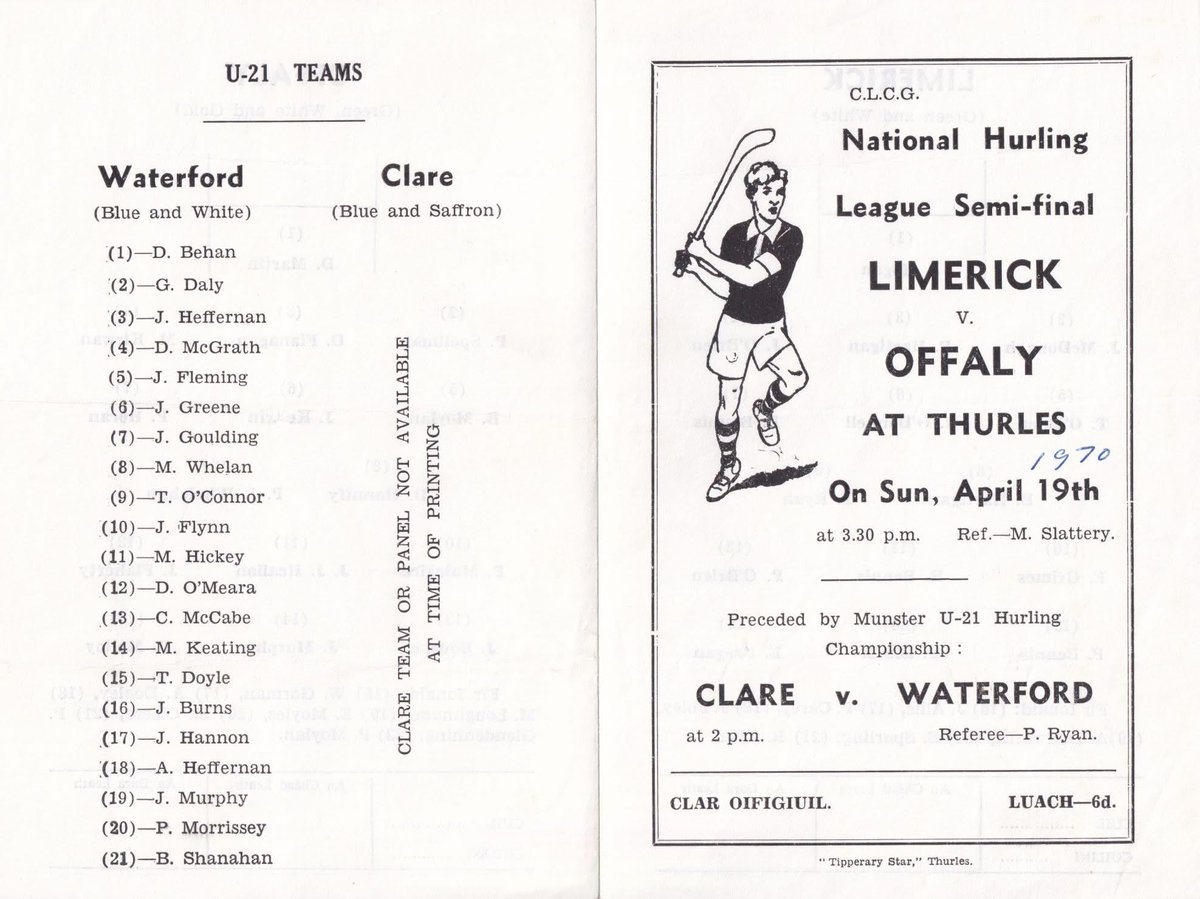 U-21 TEAMS
Waterford
(Blue and White)
(1)—D. Behan
(2)—G. Daly
(3)—J. Heffernan
(4)—D. McGrath
(5)—J. Fleming
(6)—J. Greene
(7)—J. Goulding
(8)—M. Whelan
(9)—T. O'Connor
(10)—J. Flynn
(11)—M. Hickey
(12)—D. O'Meara
(13)—C. McCabe
(14)—M. Keating
(15)—T. Doyle
(16)—J. Burns
(17)—J. Hannon
(18)—A. Heffernan
(19)—J. Murphy
(20)—P. Morrissey
(21)—B. Shanahan
Clare
(Blue and Saffron)
CLARE TEAM OR PANEL NOT AVAILABLE
AT TIME OF PRINTING
C.L.C.G.
National Hurling
League Semi-final
LIMERICK
V.
OFFALY
AT THURLES
1970
On Sun, April 19th
at 3.30 p.m. Ref.—M. Slattery.
Preceded by Munster U-21 Hurling
Championship :
CLARE v. WATERFORD
at 2 p.m. Referee—P. Ryan.
CLAR OIFIGIUIL. LUACH—6d.
"Tipperary Star," Thurles.